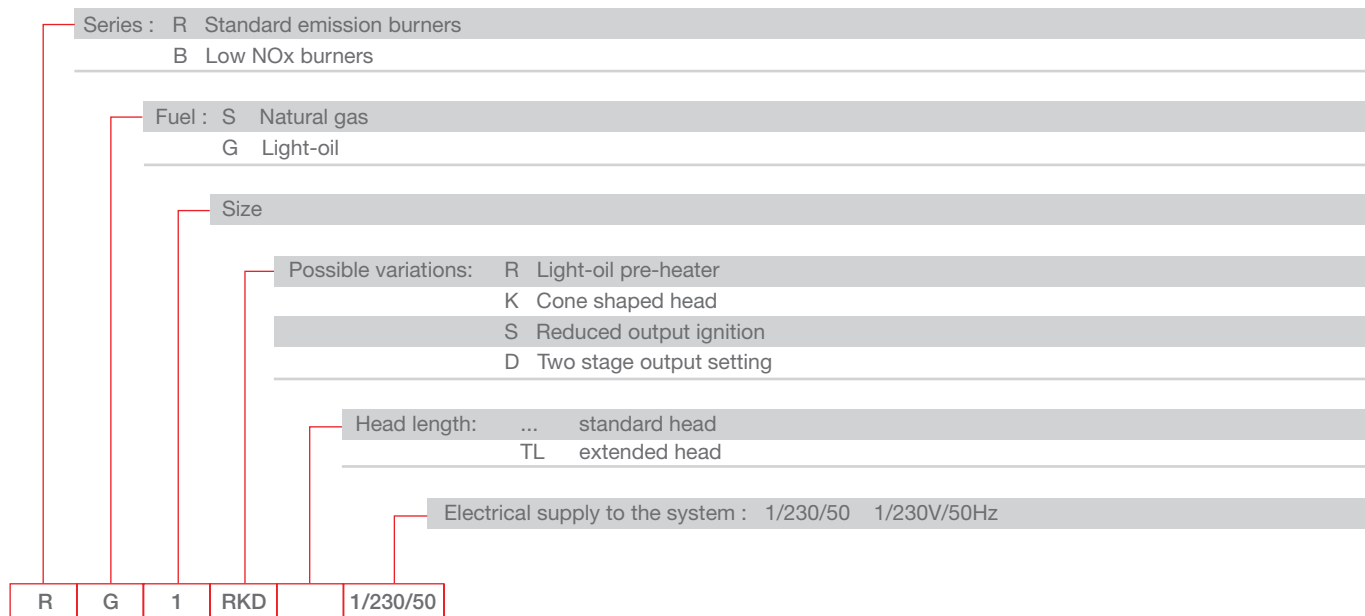 Series : R Standard emission burners
B Low NOx burners
Fuel : S Natural gas
G Light-oil
Size
Possible variations: R Light-oil pre-heater
K Cone shaped head
S Reduced output ignition
D Two stage output setting
Head length: ... standard head
TL extended head
Electrical supply to the system : 1/230/50 1/230V/50Hz
R G 1 RKD 1/230/50